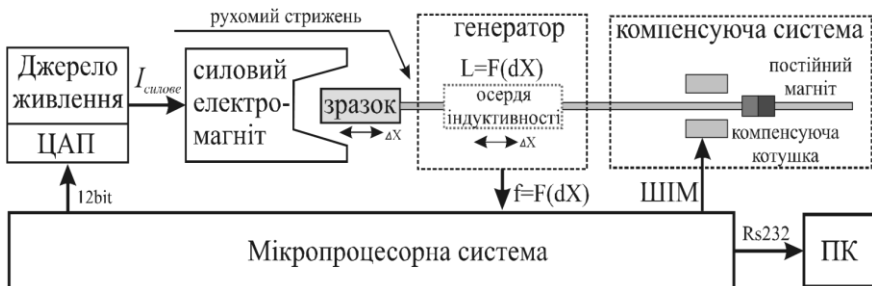 рухомий стрижень
генератор
компенсуюча система
Джерело
живлення
ЦАП
Iсилове
силовий
електро-
магніт
зразок
ΔX
L=F(dX)
осердя
індуктивності
ΔX
постійний
магніт
компенсуюча
котушка
12bit
f=F(dX)
ШІМ
Мікропроцесорна система
Rs232
ПК